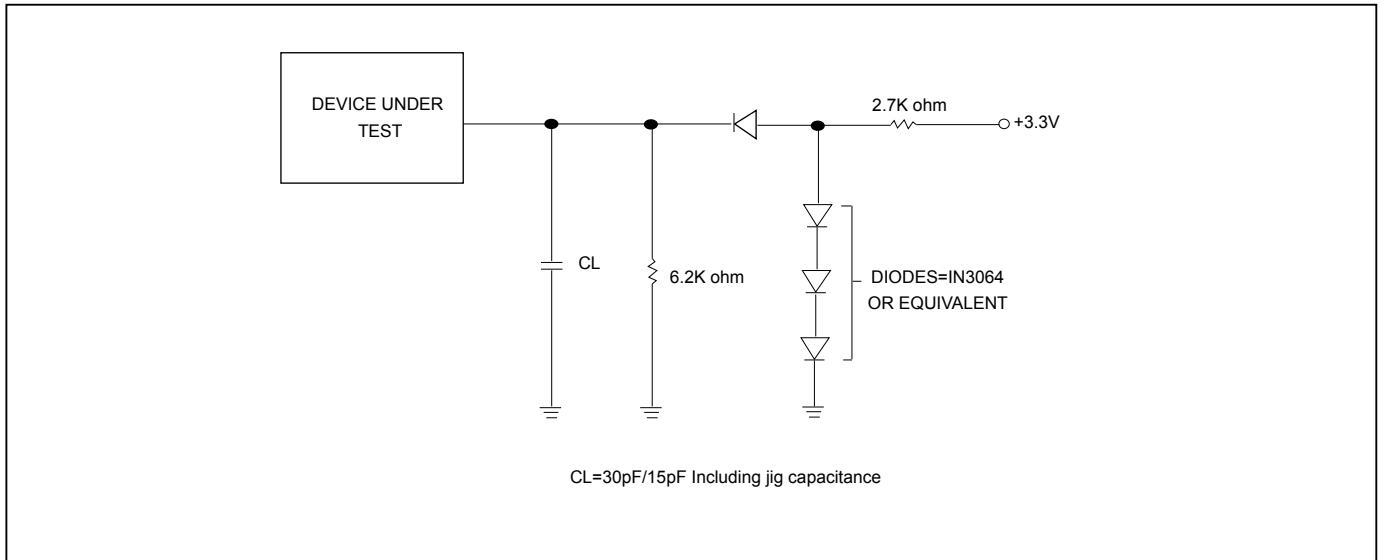 DEVICE UNDER
TEST
2.7K ohm
+3.3V
CL
6.2K ohm
DIODES=IN3064
OR EQUIVALENT
CL=30pF/15pF Including jig capacitance